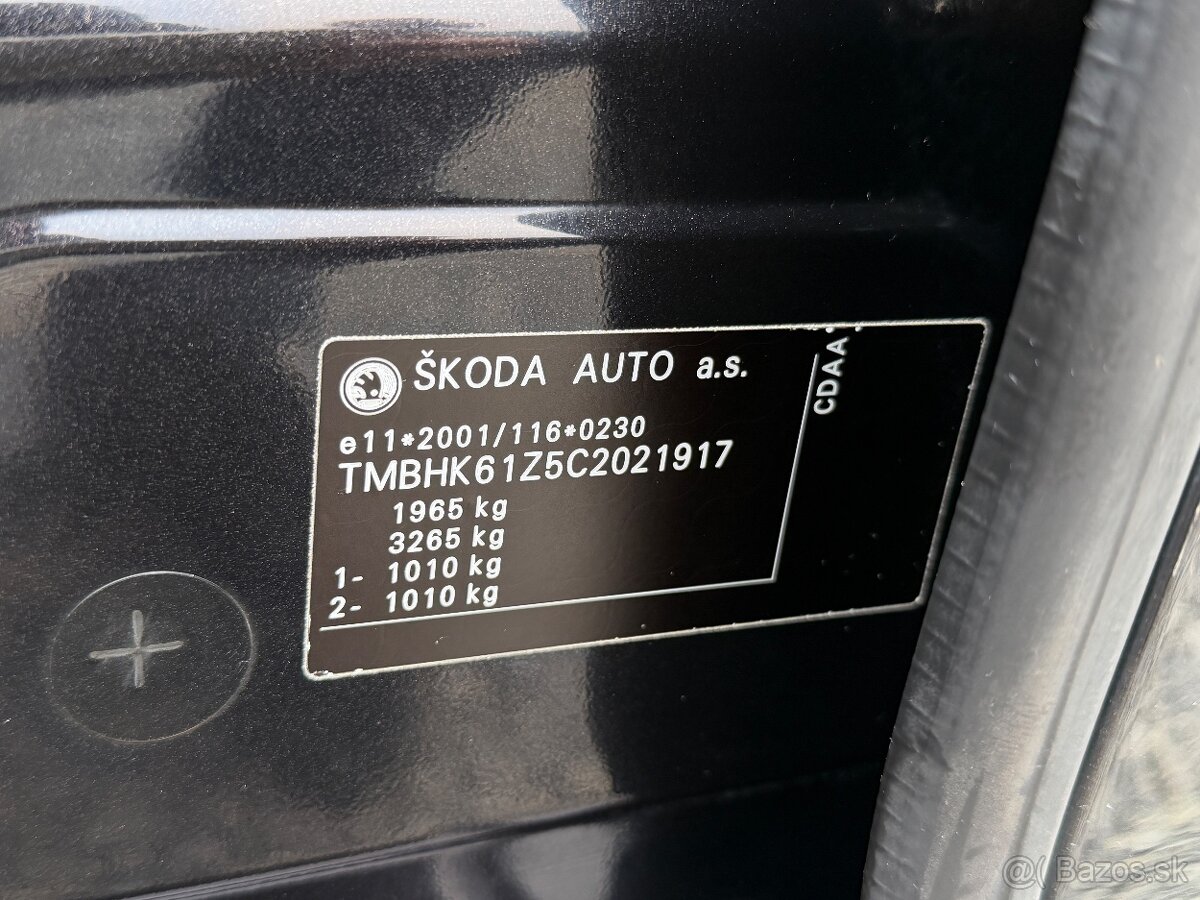 ŠKODA AUTO a.s.
e11*2001/116*0230
TMBHK61Z5C2021917
1965 kg
3265 kg
1- 1010 kg
2- 1010 kg
CDAA
@( Bazos.sk